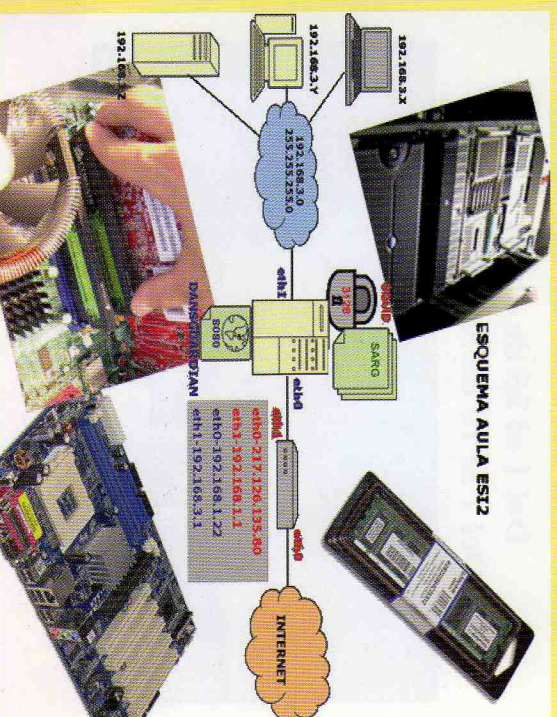 ESQUEMA AULA ESI2
192.168.3.X
192.168.3.Y
192.168.3.Z
192.168.3.0
255.255.255.0
eth1
SQUID
3128
SARG
8080
DANSGUARDIAN
eth0
eth1
eth0
eth0-217.126.135.80
eth1-192.168.1.1
eth0-192.168.1.22
eth1-192.168.3.1
INTERNET